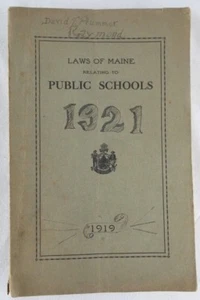 LAWS OF MAINE
RELATING TO
PUBLIC SCHOOLS
1321
1919